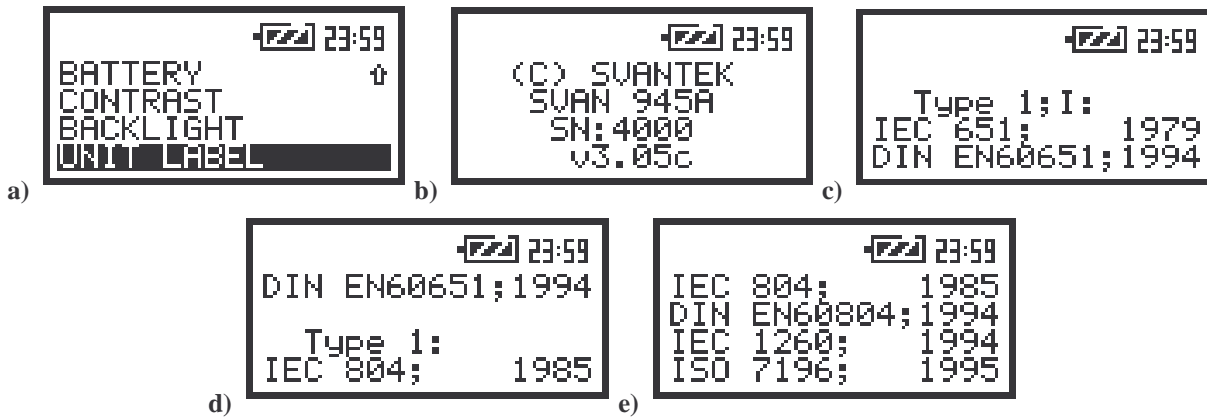 23:59
BATTERY ⇧
CONTRAST
BACKLIGHT
UNIT LABEL
a)
23:59
(C) SVANTEK
SVAN 945A
SN:4000
v3.05c
b)
23:59
Type 1;I:
IEC 651; 1979
DIN EN60651;1994
c)
23:59
DIN EN60651;1994
Type 1:
IEC 804; 1985
d)
23:59
IEC 804; 1985
DIN EN60804;1994
IEC 1260; 1994
ISO 7196; 1995
e)